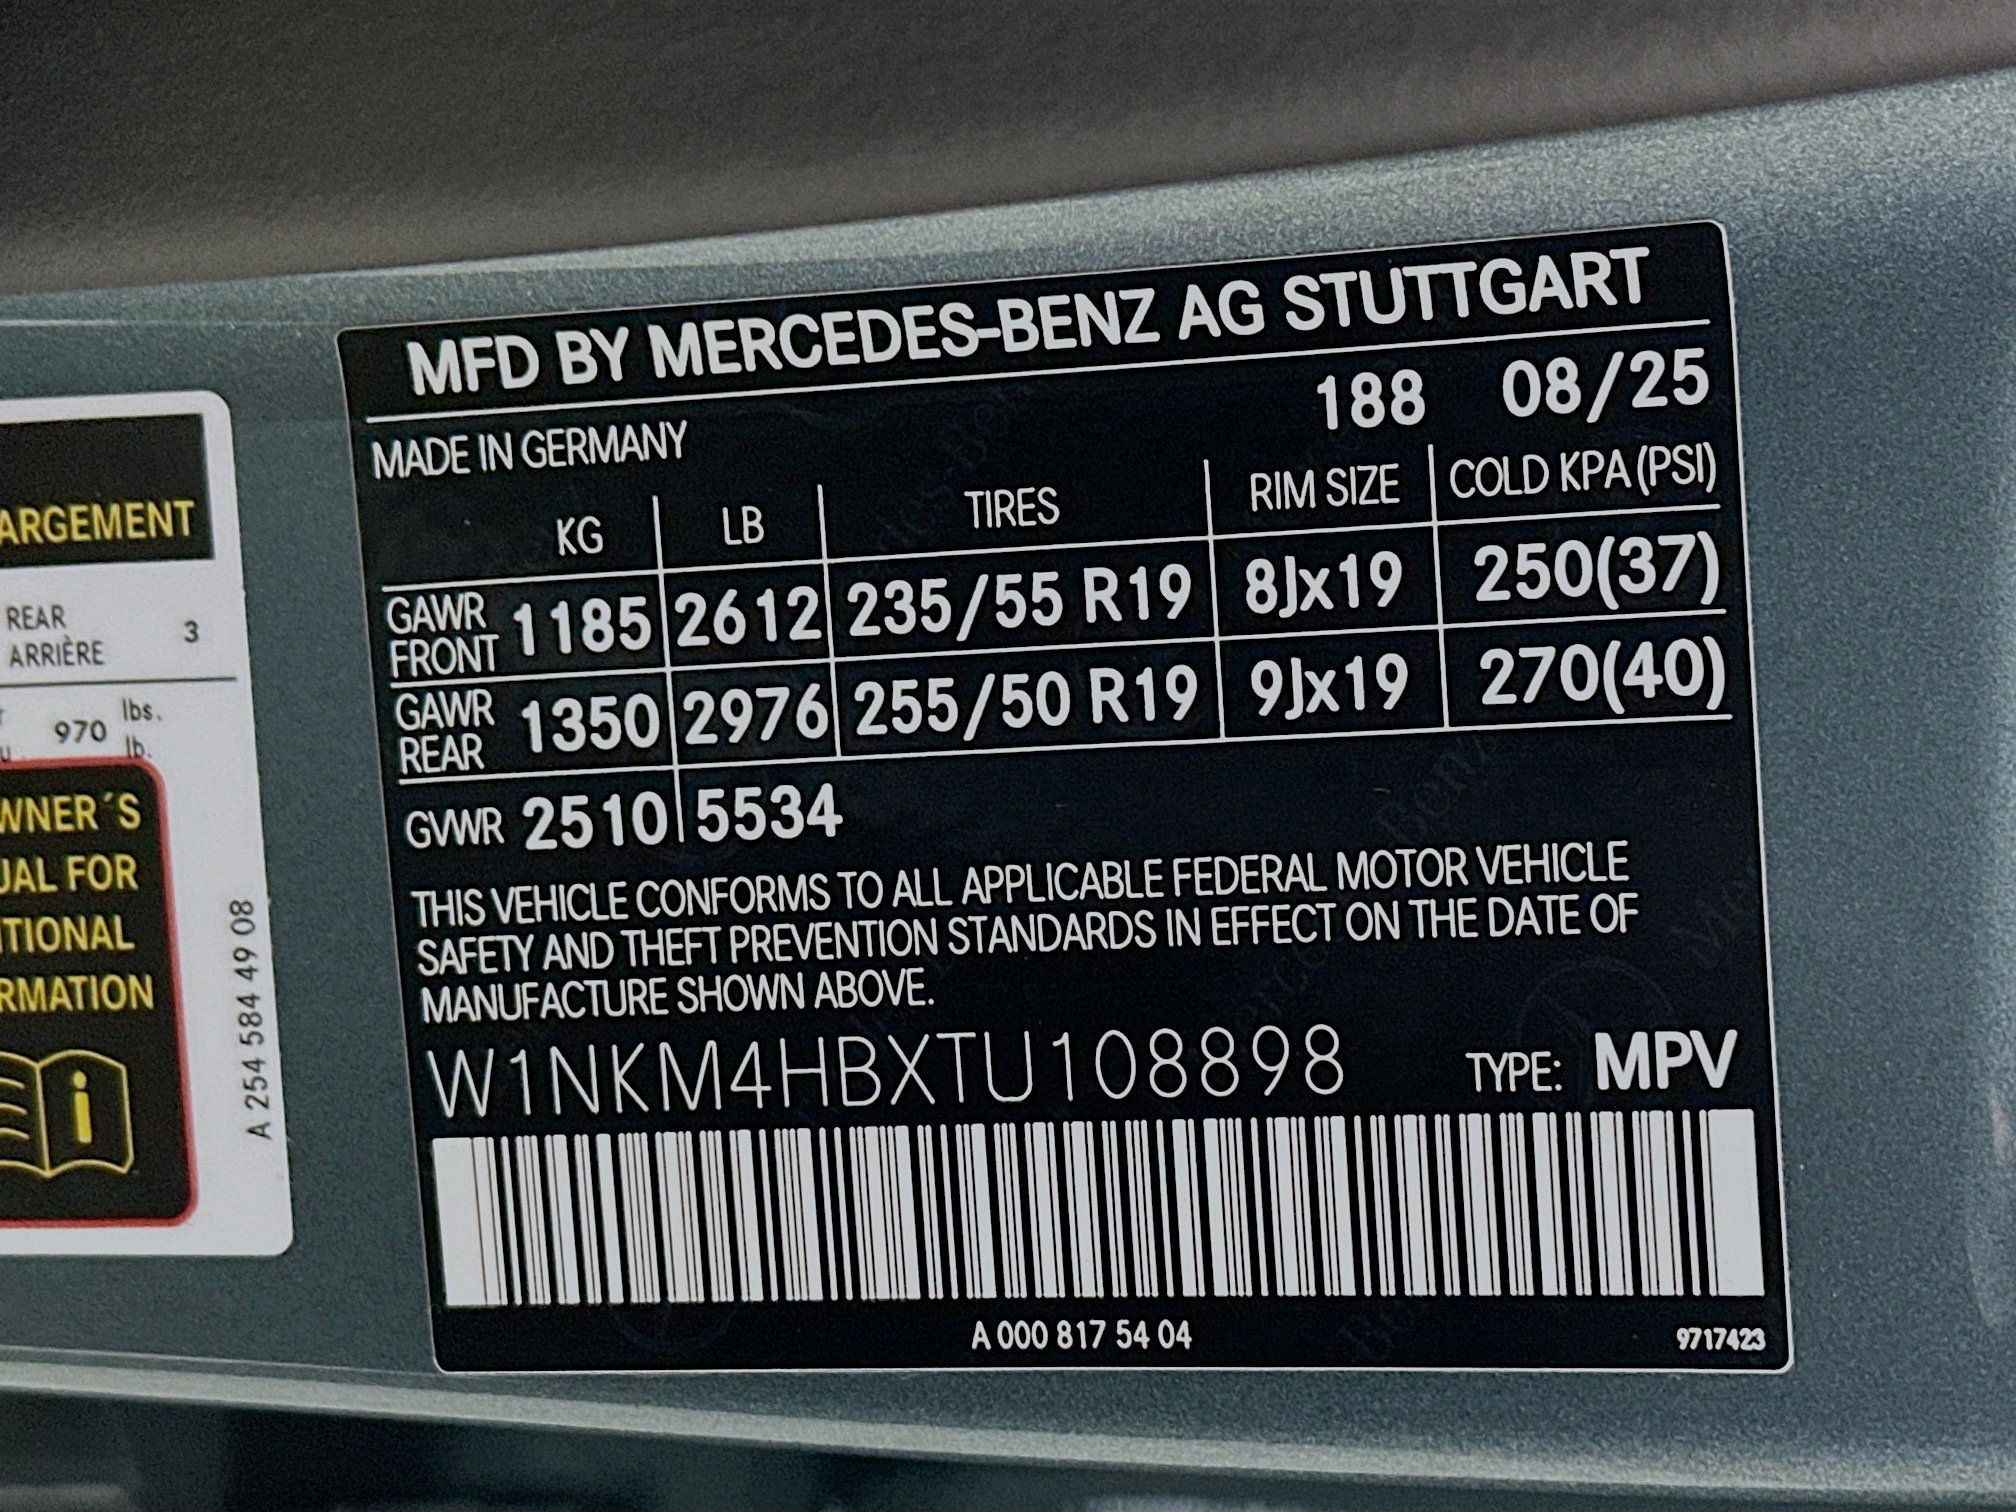 ARGEMENT
REAR
ARRIÈRE 3
970 lbs.
lb.
WNER´S
UAL FOR
TIONAL
RMATION
A 254 584 49 08
MFD BY MERCEDES-BENZ AG STUTTGART
188 08/25
MADE IN GERMANY
KG LB TIRES RIM SIZE COLD KPA(PSI)
GAWR FRONT 1185 2612 235/55 R19 8Jx19 250(37)
GAWR REAR 1350 2976 255/50 R19 9Jx19 270(40)
GVWR 2510 5534
THIS VEHICLE CONFORMS TO ALL APPLICABLE FEDERAL MOTOR VEHICLE
SAFETY AND THEFT PREVENTION STANDARDS IN EFFECT ON THE DATE OF
MANUFACTURE SHOWN ABOVE.
W1NKM4HBXTU108898 TYPE: MPV
A 000 817 54 04
9717423